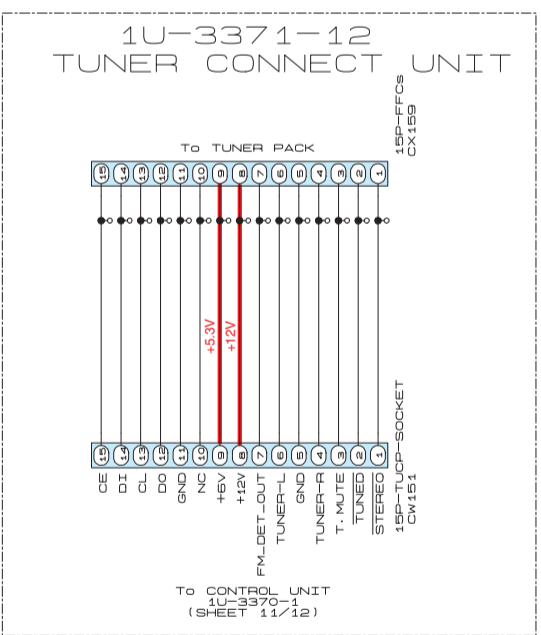 1U-3371-12
TUNER CONNECT UNIT
15P-FFCs
CX159
To TUNER PACK
15 14 13 12 11 10 9 8 7 6 5 4 3 2 1
+5.3V
+12V
15 14 13 12 11 10 9 8 7 6 5 4 3 2 1
CE
DI
CL
DO
GND
NC
+6V
+12V
FM_DET_OUT
TUNER-L
GND
TUNER-R
T.MUTE
TUNED
STEREO
15P-TUCP-SOCKET
CW151
To CONTROL UNIT
1U-3370-1
(SHEET 11/12)